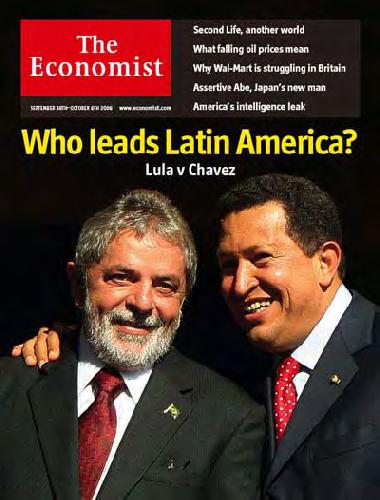 The
Economist
SEPTEMBER 30TH-OCTOBER 6TH 2006 www.economist.com
Second Life, another world
What falling oil prices mean
Why Wal-Mart is struggling in Britain
Assertive Abe, Japan's new man
America's intelligence leak
Who leads Latin America?
Lula v Chavez